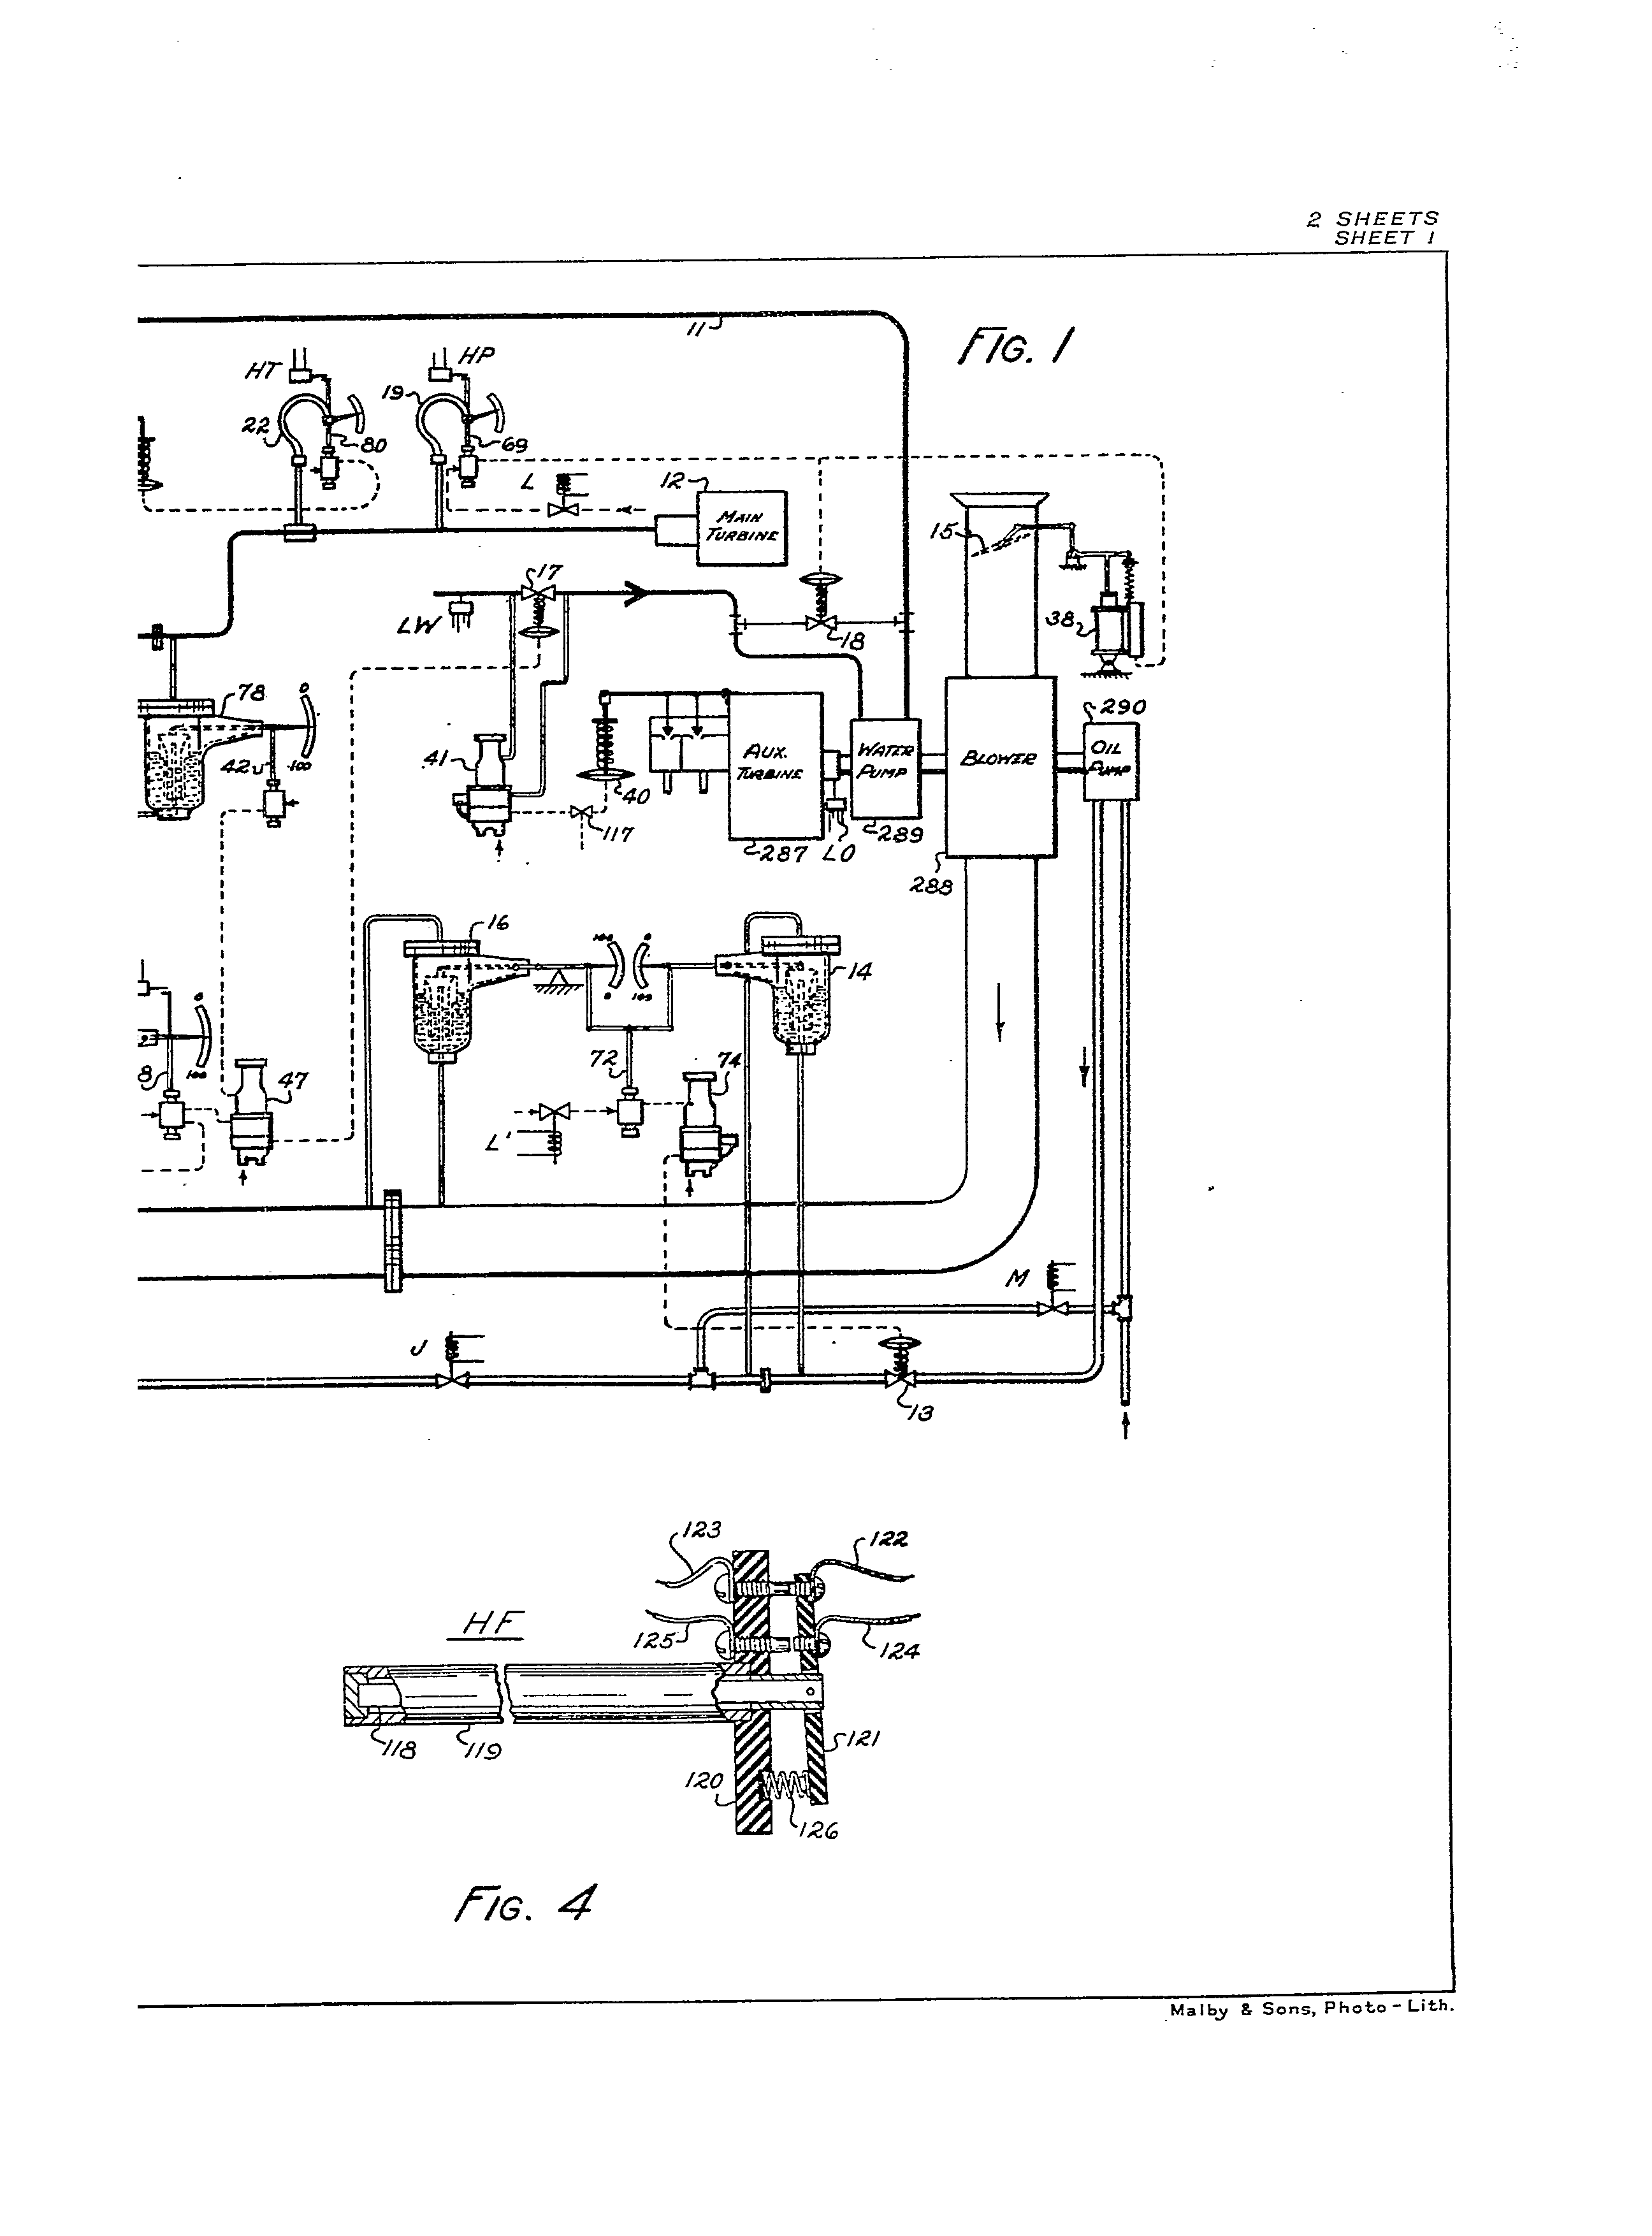 2 SHEETS
SHEET 1
FIG. 1
11
HT
HP
19
22
80
69
L
12
MAIN
TURBINE
15
17
LW
18
38
78
0
290
42
100
41
40
AUX.
TURBINE
WATER
PUMP
BLOWER
OIL
PUMP
117
287
LO
289
288
16
100
0
14
0
100
0
8
100
47
72
74
L'
M
J
13
123
122
HF
125
124
118
119
121
120
126
FIG. 4
Malby & Sons, Photo-Lith.